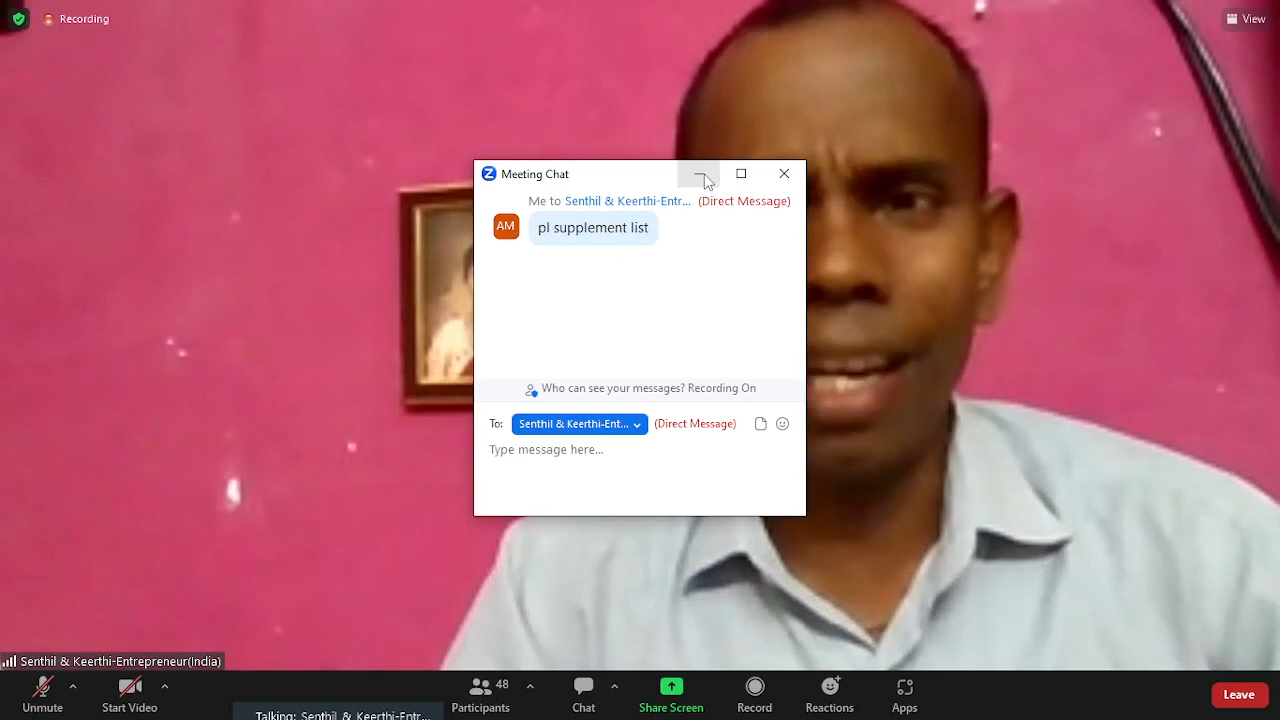 Recording
View
Meeting Chat
Me to Senthil & Keerthi-Entr... (Direct Message)
AM
pl supplement list
Who can see your messages? Recording On
To: Senthil & Keerthi-Ent... (Direct Message)
Type message here...
Senthil & Keerthi-Entrepreneur(India)
Unmute
Start Video
48
Participants
Chat
Share Screen
Record
Reactions
Apps
Leave
Talking: Senthil & Keerthi-Entr...